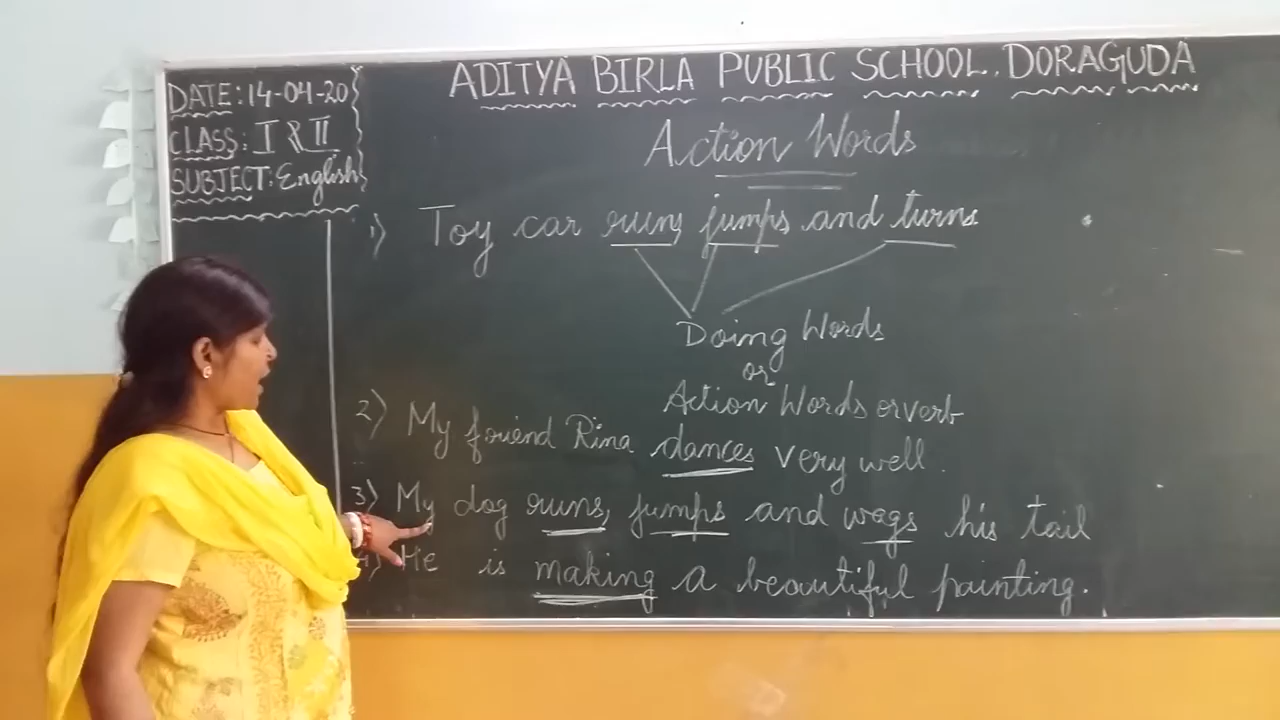 ADITYA BIRLA PUBLIC SCHOOL, DORAGUDA
DATE: 14-04-20
CLASS: I & II
SUBJECT: English
Action Words
1) Toy car runs jumps and turns
Doing Words
or
Action Words or verb
2) My friend Rina dances very well.
3) My dog runs, jumps and wags his tail
4) He is making a beautiful painting.